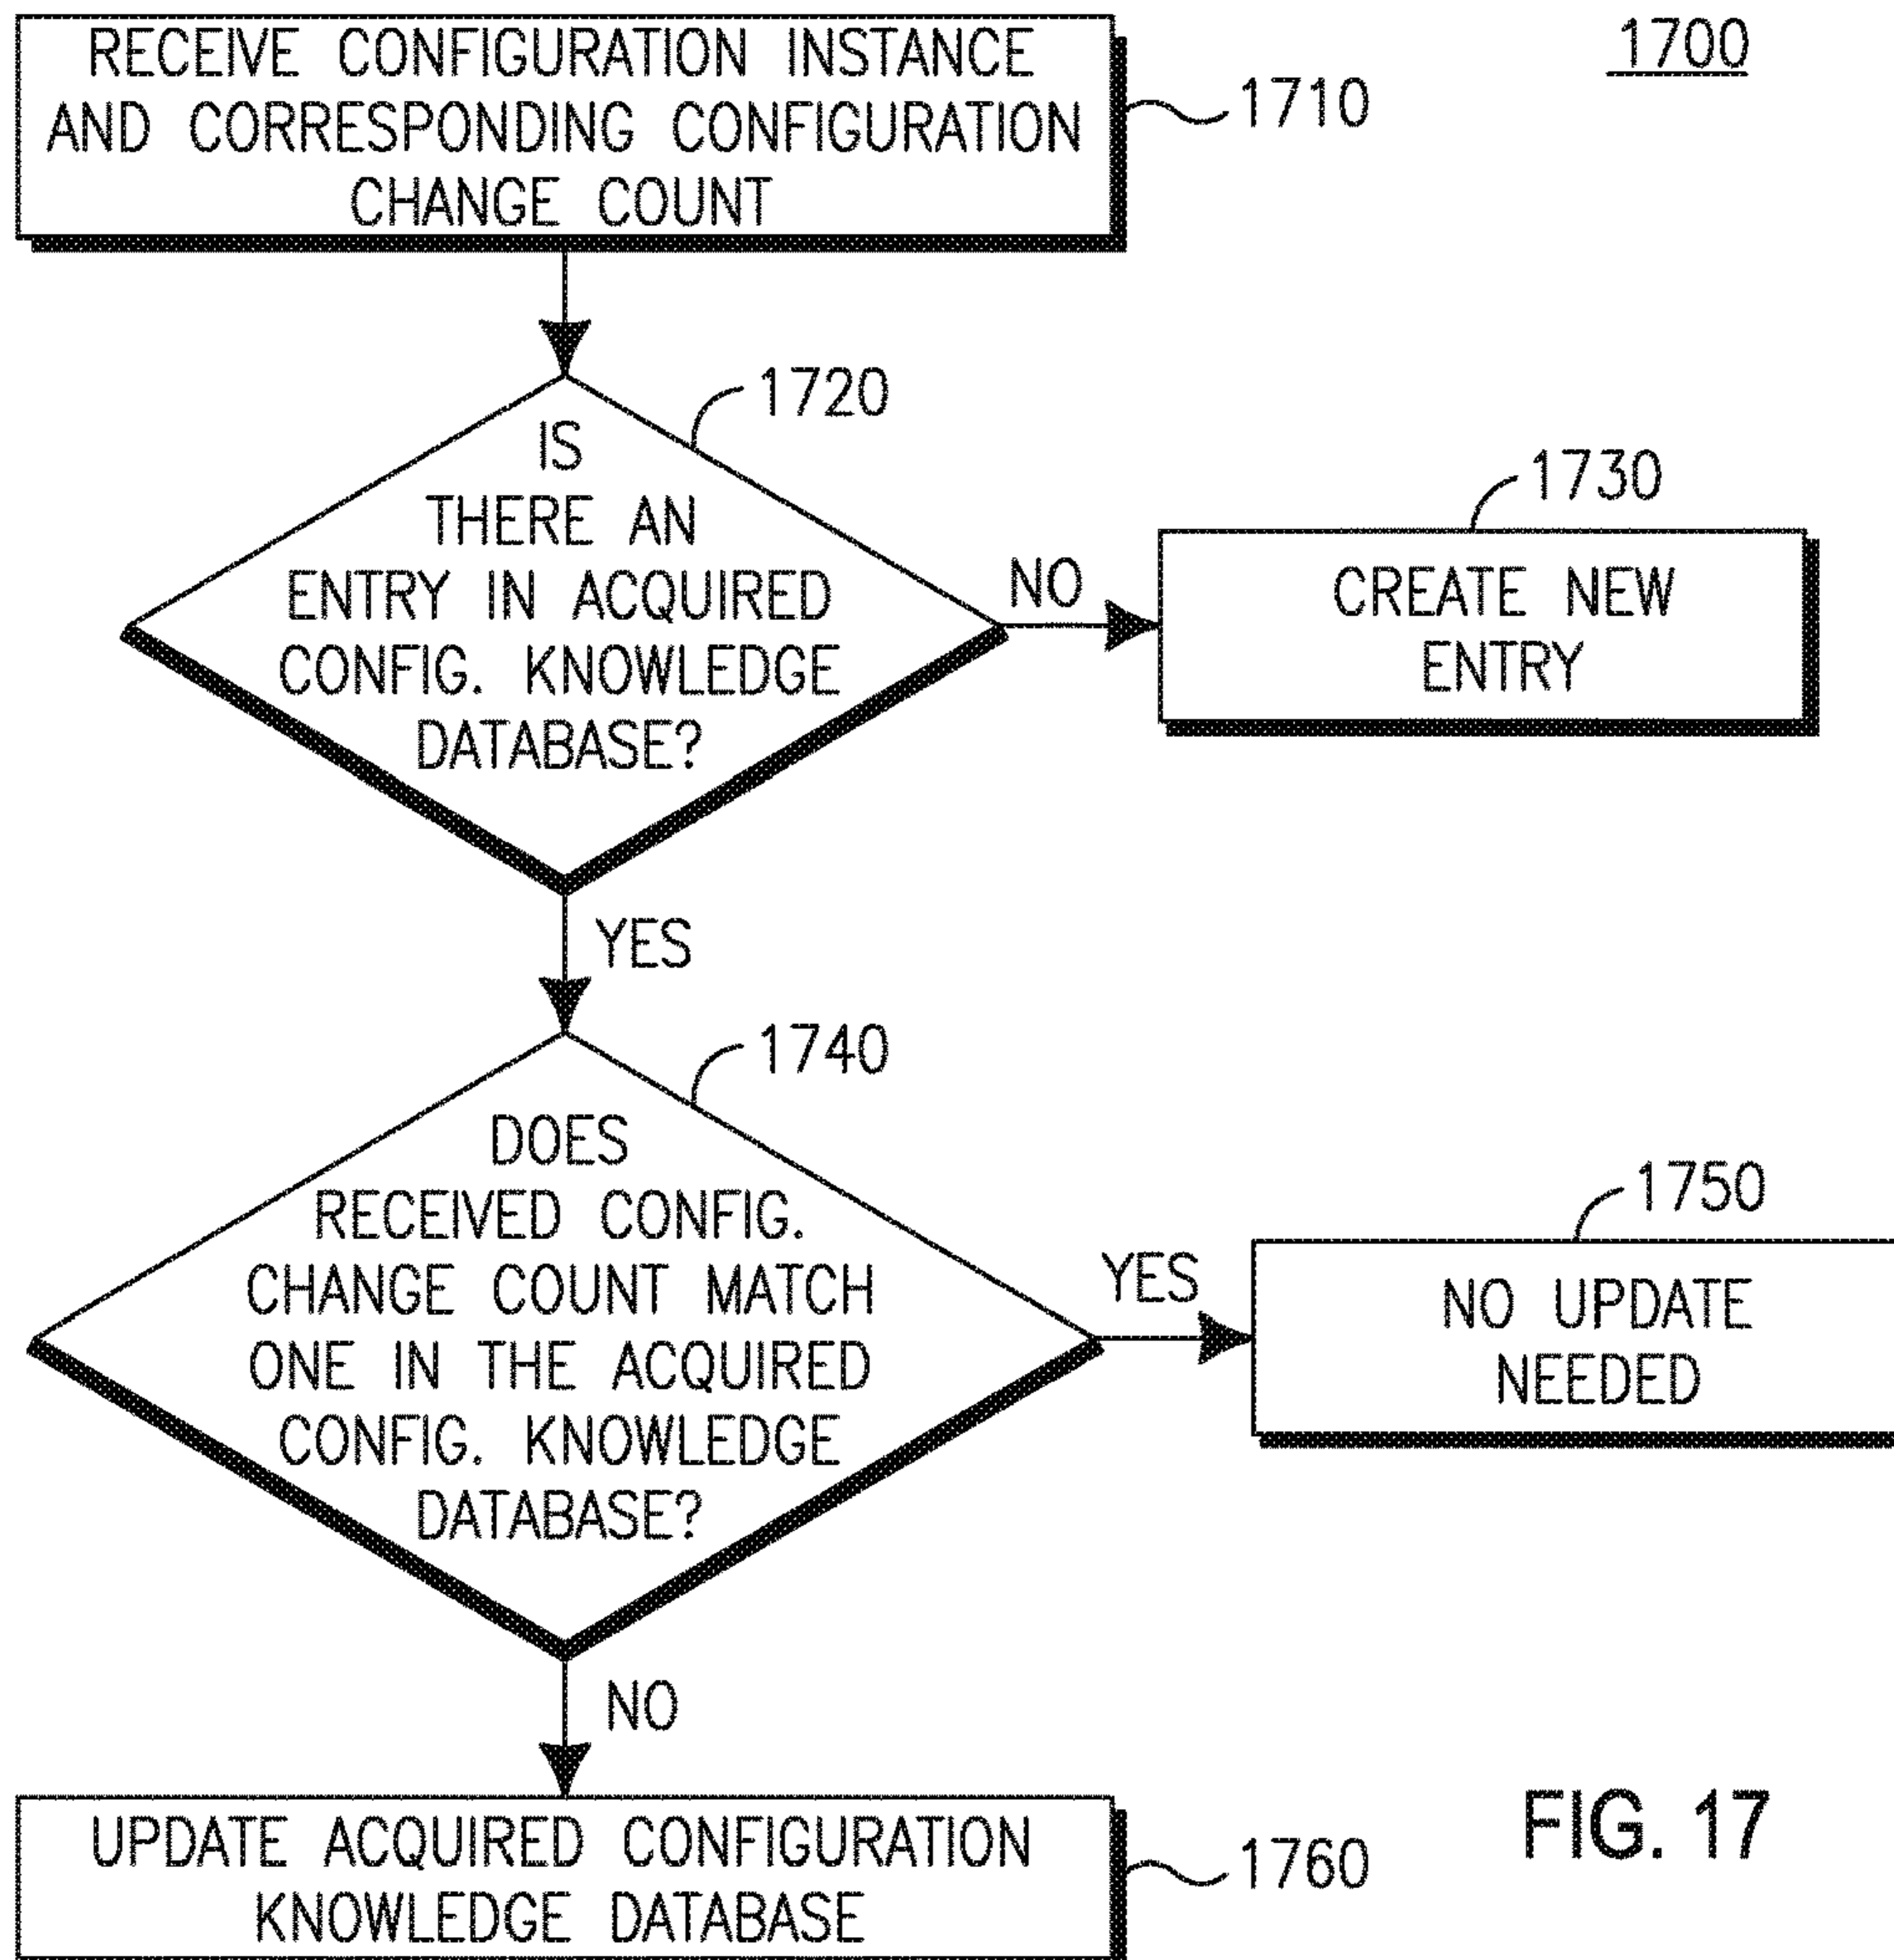 1700
RECEIVE CONFIGURATION INSTANCE
AND CORRESPONDING CONFIGURATION
CHANGE COUNT
1710
1720
IS
THERE AN
ENTRY IN ACQUIRED
CONFIG. KNOWLEDGE
DATABASE?
NO
1730
CREATE NEW
ENTRY
YES
1740
DOES
RECEIVED CONFIG.
CHANGE COUNT MATCH
ONE IN THE ACQUIRED
CONFIG. KNOWLEDGE
DATABASE?
YES
1750
NO UPDATE
NEEDED
NO
UPDATE ACQUIRED CONFIGURATION
KNOWLEDGE DATABASE
1760
FIG. 17